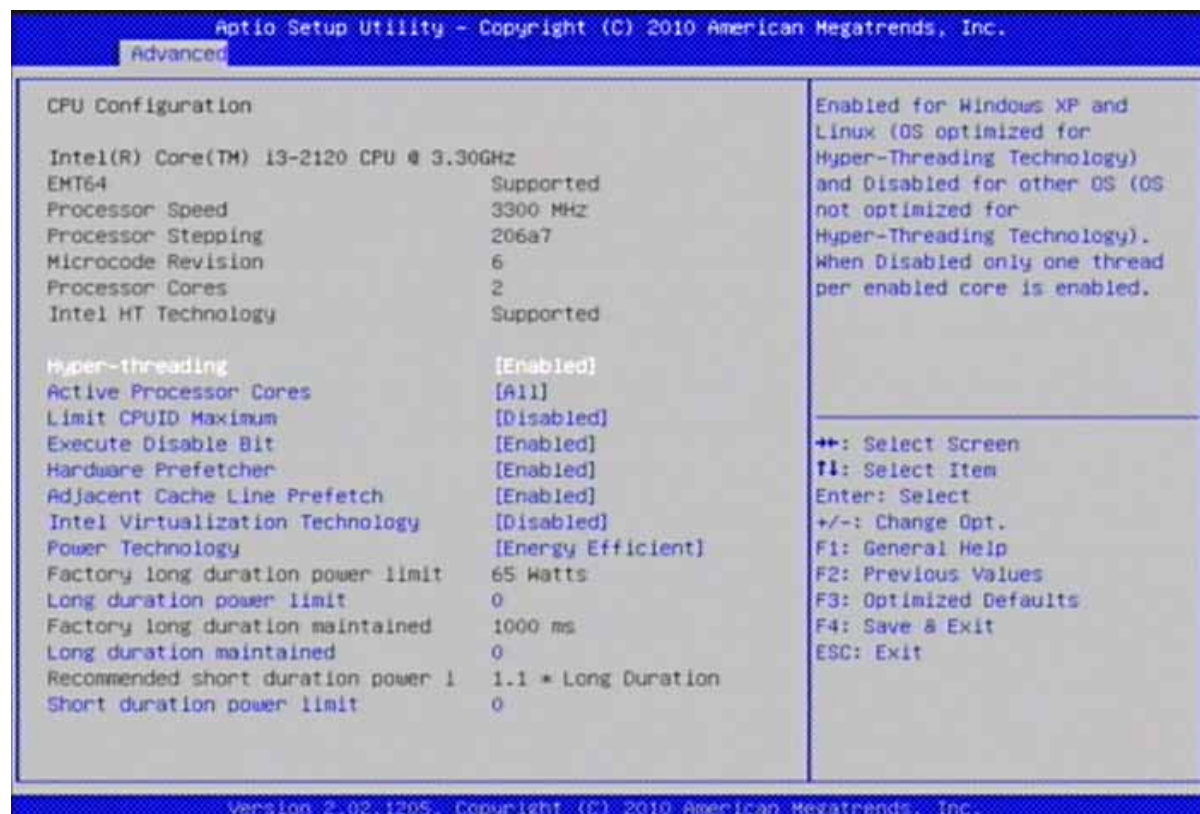 Aptio Setup Utility - Copyright (C) 2010 American Megatrends, Inc.
Advanced
CPU Configuration
Intel(R) Core(TM) i3-2120 CPU @ 3.30GHz
EMT64 Supported
Processor Speed 3300 MHz
Processor Stepping 206a7
Microcode Revision 6
Processor Cores 2
Intel HT Technology Supported
Hyper-threading [Enabled]
Active Processor Cores [All]
Limit CPUID Maximum [Disabled]
Execute Disable Bit [Enabled]
Hardware Prefetcher [Enabled]
Adjacent Cache Line Prefetch [Enabled]
Intel Virtualization Technology [Disabled]
Power Technology [Energy Efficient]
Factory long duration power limit 65 Watts
Long duration power limit 0
Factory long duration maintained 1000 ms
Long duration maintained 0
Recommended short duration power l 1.1 * Long Duration
Short duration power limit 0
Enabled for Windows XP and
Linux (OS optimized for
Hyper-Threading Technology)
and Disabled for other OS (OS
not optimized for
Hyper-Threading Technology).
When Disabled only one thread
per enabled core is enabled.
→←: Select Screen
↑↓: Select Item
Enter: Select
+/-: Change Opt.
F1: General Help
F2: Previous Values
F3: Optimized Defaults
F4: Save & Exit
ESC: Exit
Version 2.02.1205. Copyright (C) 2010 American Megatrends, Inc.